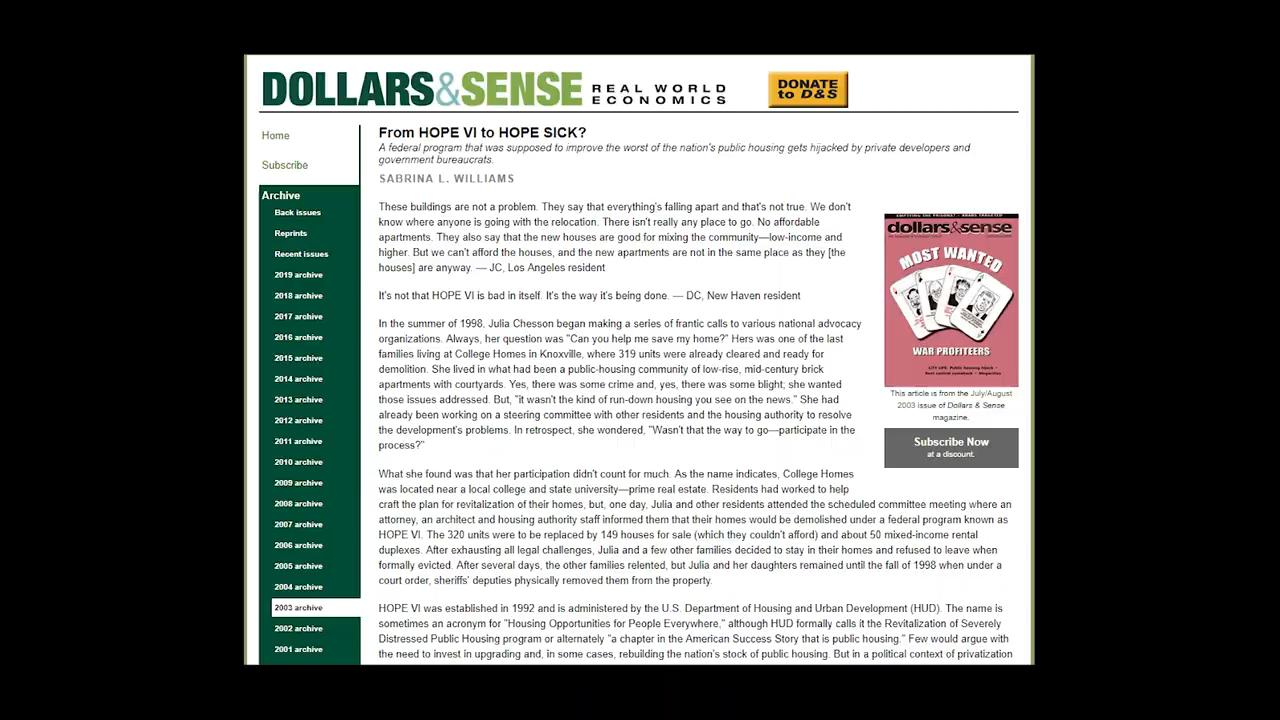 DOLLARS&SENSE REAL WORLD ECONOMICS
DONATE to D&S
Home
Subscribe
Archive
Back issues
Reprints
Recent issues
2019 archive
2018 archive
2017 archive
2016 archive
2015 archive
2014 archive
2013 archive
2012 archive
2011 archive
2010 archive
2009 archive
2008 archive
2007 archive
2006 archive
2005 archive
2004 archive
2003 archive
2002 archive
2001 archive
From HOPE VI to HOPE SICK?
A federal program that was supposed to improve the worst of the nation's public housing gets hijacked by private developers and
government bureaucrats.
SABRINA L. WILLIAMS
These buildings are not a problem. They say that everything's falling apart and that's not true. We don't
know where anyone is going with the relocation. There isn't really any place to go. No affordable
apartments. They also say that the new houses are good for mixing the community—low-income and
higher. But we can't afford the houses, and the new apartments are not in the same place as they [the
houses] are anyway. — JC, Los Angeles resident
It's not that HOPE VI is bad in itself. It's the way it's being done. — DC, New Haven resident
In the summer of 1998, Julia Chesson began making a series of frantic calls to various national advocacy
organizations. Always, her question was "Can you help me save my home?" Hers was one of the last
families living at College Homes in Knoxville, where 319 units were already cleared and ready for
demolition. She lived in what had been a public-housing community of low-rise, mid-century brick
apartments with courtyards. Yes, there was some crime and, yes, there was some blight; she wanted
those issues addressed. But, "it wasn't the kind of run-down housing you see on the news." She had
already been working on a steering committee with other residents and the housing authority to resolve
the development's problems. In retrospect, she wondered, "Wasn't that the way to go—participate in the
process?"
What she found was that her participation didn't count for much. As the name indicates, College Homes
was located near a local college and state university—prime real estate. Residents had worked to help
craft the plan for revitalization of their homes, but, one day, Julia and other residents attended the scheduled committee meeting where an
attorney, an architect and housing authority staff informed them that their homes would be demolished under a federal program known as
HOPE VI. The 320 units were to be replaced by 149 houses for sale (which they couldn't afford) and about 50 mixed-income rental
duplexes. After exhausting all legal challenges, Julia and a few other families decided to stay in their homes and refused to leave when
formally evicted. After several days, the other families relented, but Julia and her daughters remained until the fall of 1998 when under a
court order, sheriffs' deputies physically removed them from the property.
HOPE VI was established in 1992 and is administered by the U.S. Department of Housing and Urban Development (HUD). The name is
sometimes an acronym for "Housing Opportunities for People Everywhere," although HUD formally calls it the Revitalization of Severely
Distressed Public Housing program or alternately "a chapter in the American Success Story that is public housing." Few would argue with
the need to invest in upgrading and, in some cases, rebuilding the nation's stock of public housing. But in a political context of privatization
dollars&sense
MOST WANTED
WAR PROFITEERS
This article is from the July/August
2003 issue of Dollars & Sense
magazine.
Subscribe Now
at a discount.